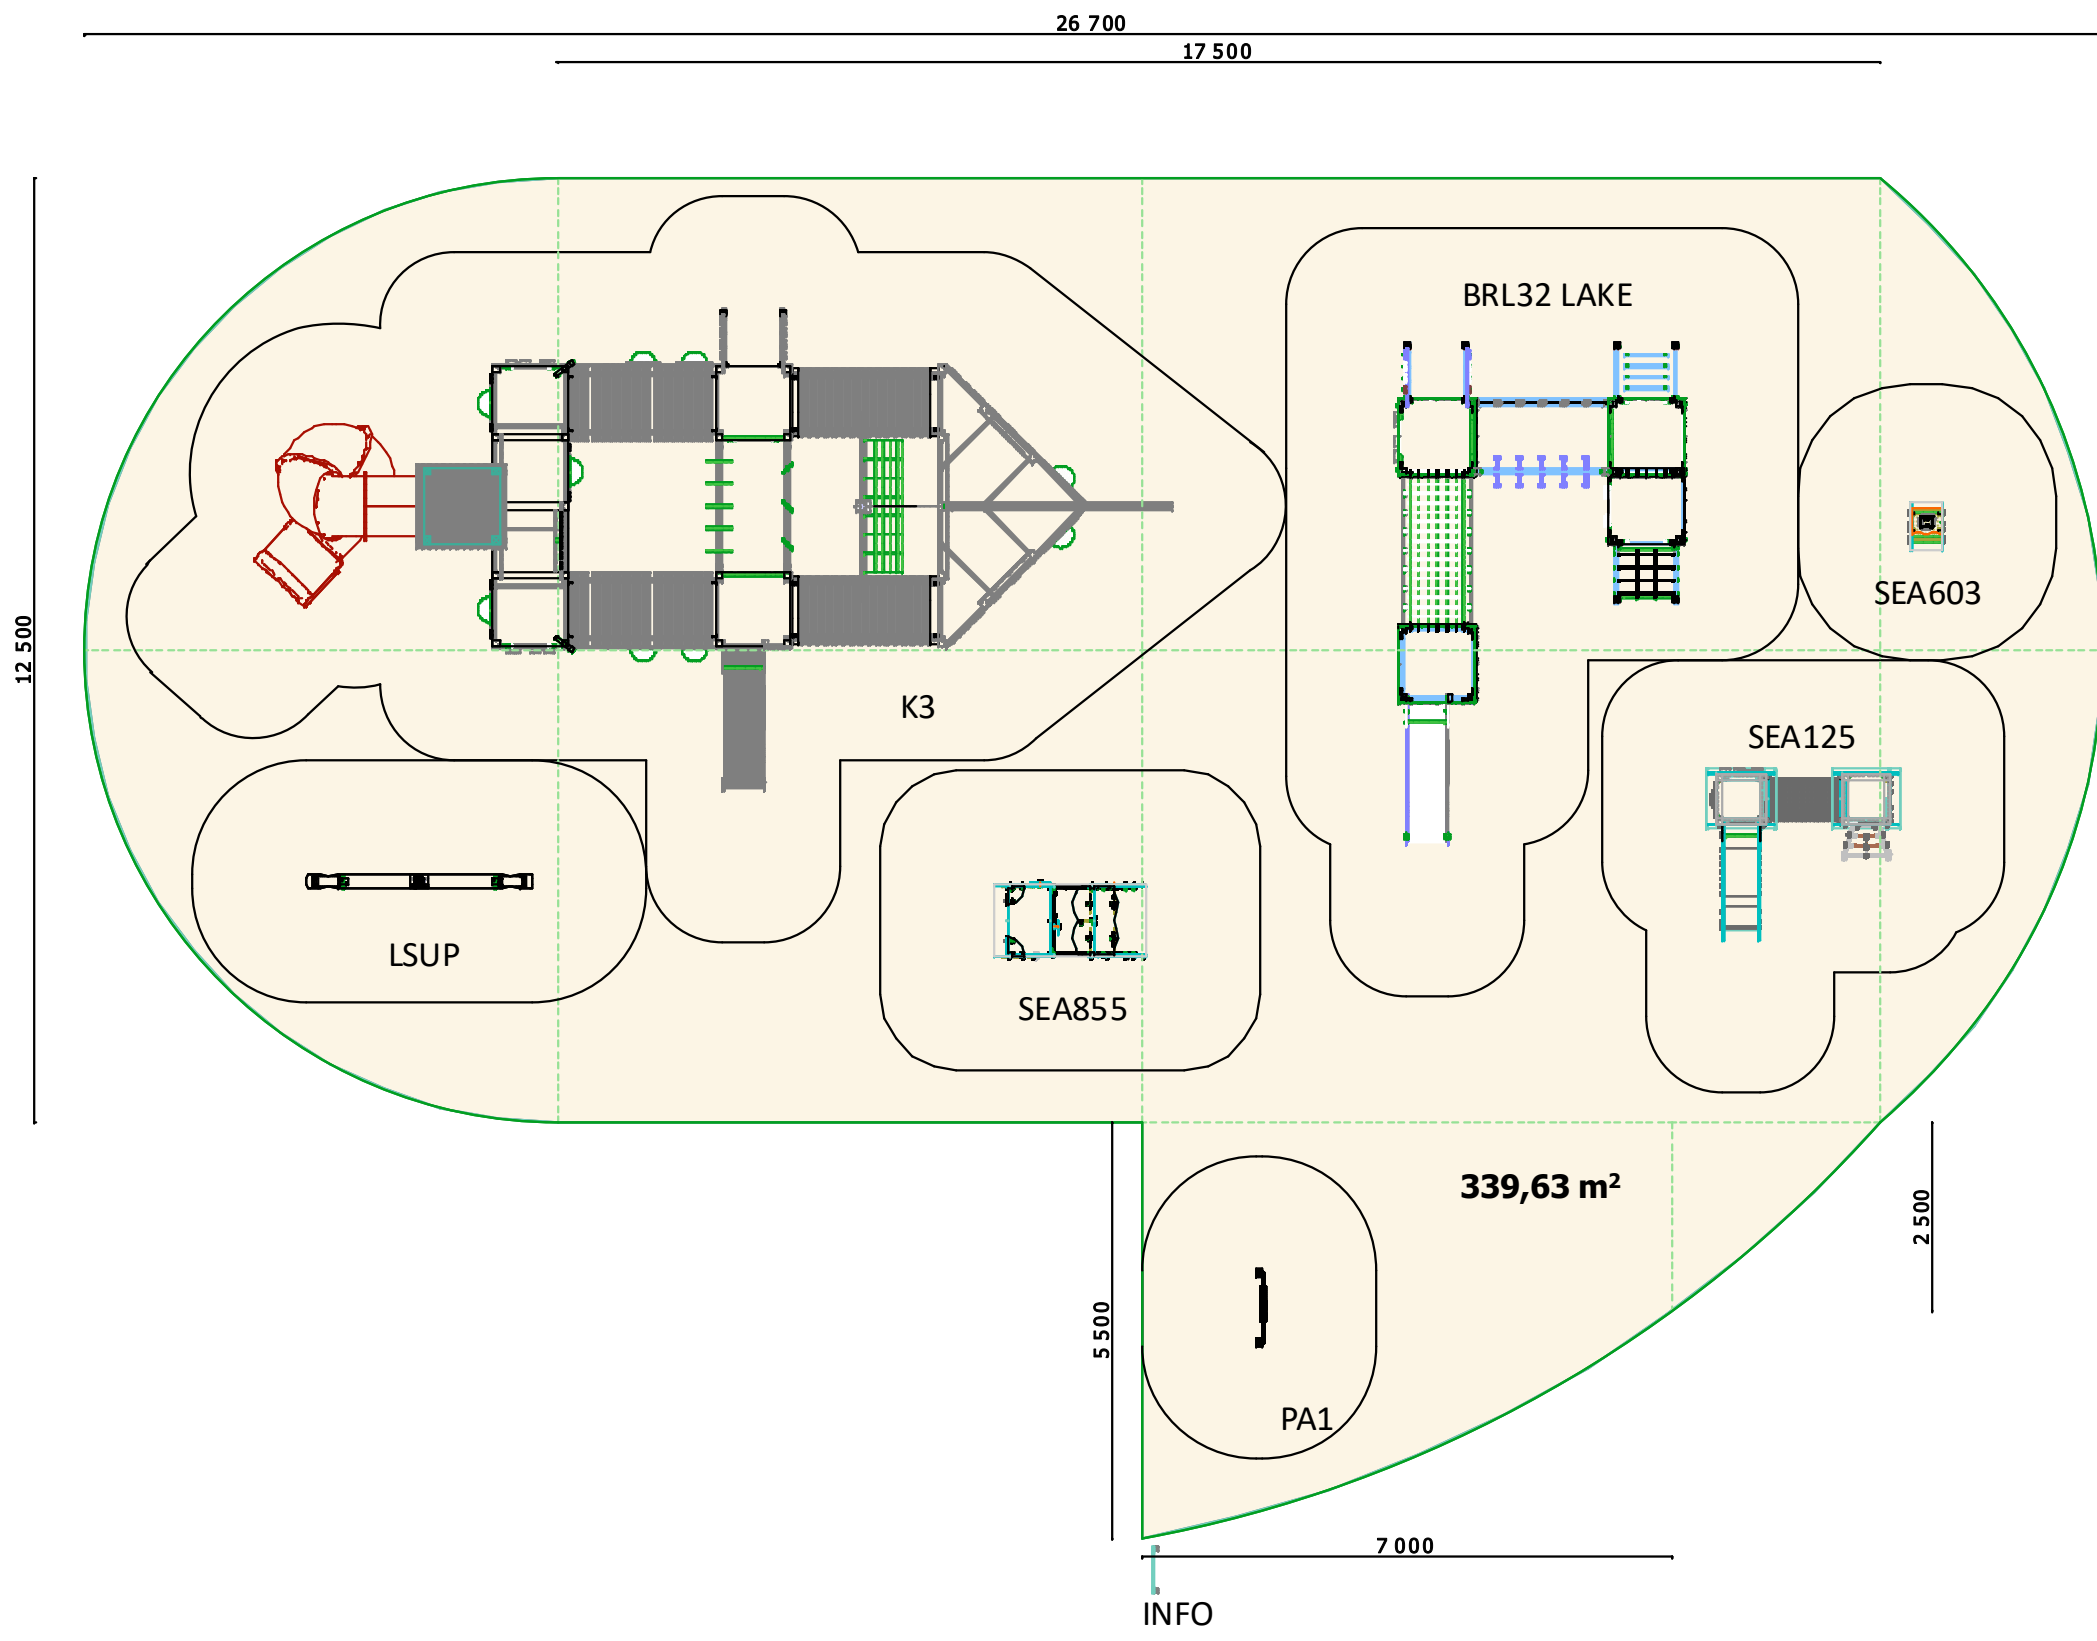 26 700
17 500
BRL32 LAKE
SEA603
12 500
K3
SEA125
LSUP
SEA855
339,63 m²
2 500
5 500
PA1
7 000
INFO